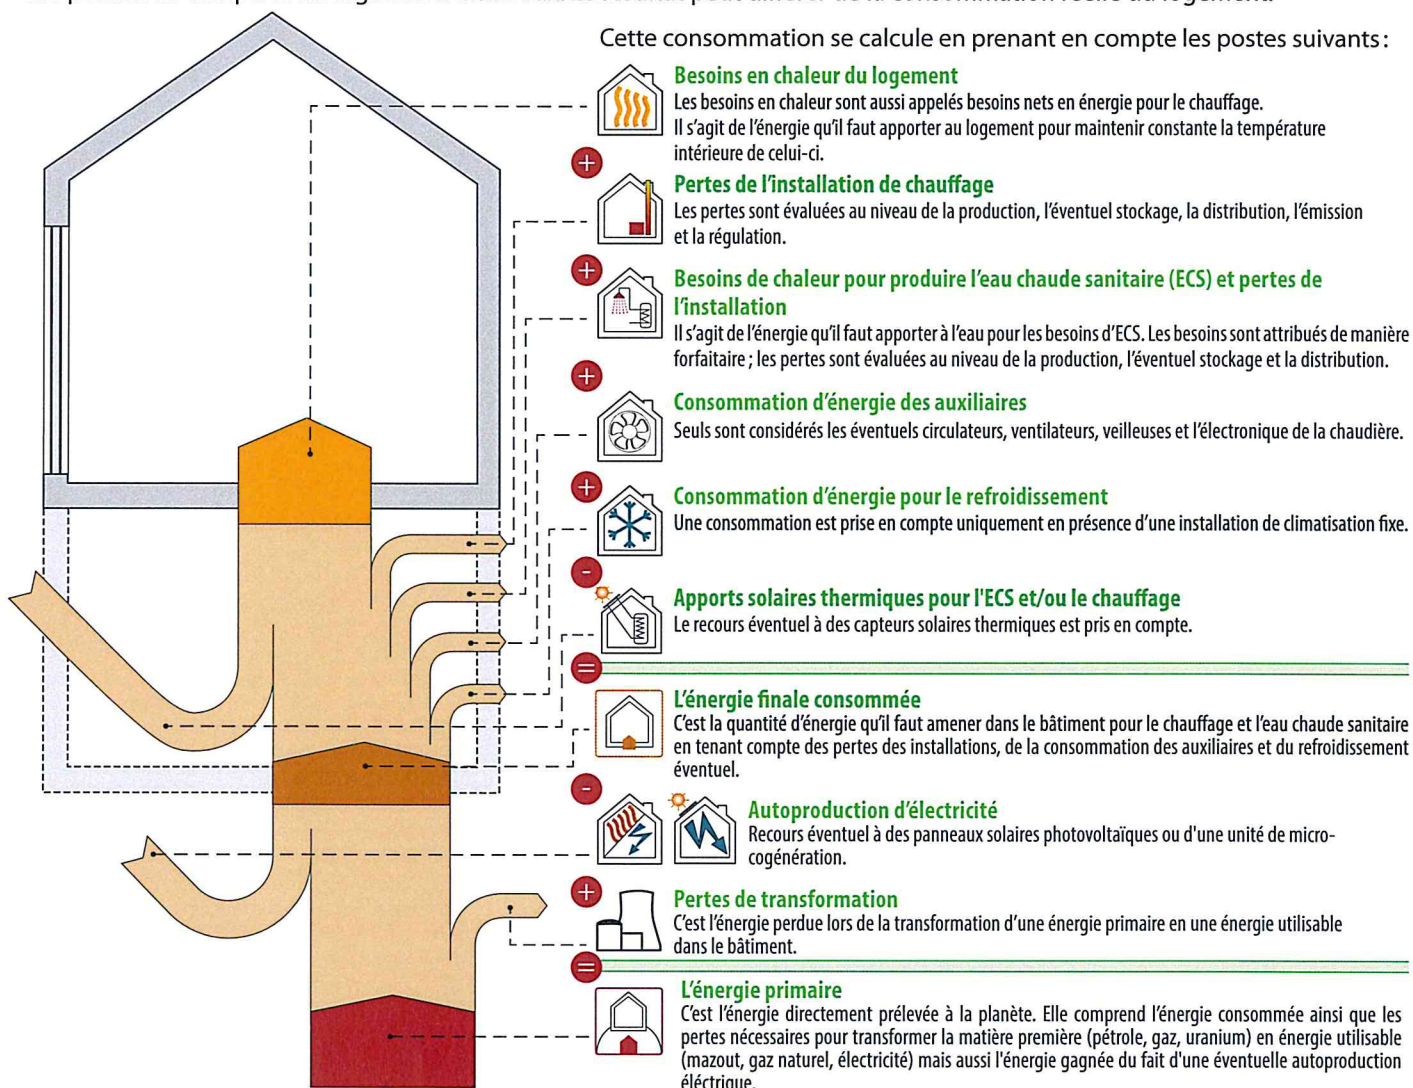 Cette consommation se calcule en prenant en compte les postes suivants :
Besoins en chaleur du logement
Les besoins en chaleur sont aussi appelés besoins nets en énergie pour le chauffage.
Il s'agit de l'énergie qu'il faut apporter au logement pour maintenir constante la température
intérieure de celui-ci.
+
Pertes de l'installation de chauffage
Les pertes sont évaluées au niveau de la production, l'éventuel stockage, la distribution, l'émission
et la régulation.
+
Besoins de chaleur pour produire l'eau chaude sanitaire (ECS) et pertes de
l'installation
Il s'agit de l'énergie qu'il faut apporter à l'eau pour les besoins d'ECS. Les besoins sont attribués de manière
forfaitaire ; les pertes sont évaluées au niveau de la production, l'éventuel stockage et la distribution.
+
Consommation d'énergie des auxiliaires
Seuls sont considérés les éventuels circulateurs, ventilateurs, veilleuses et l'électronique de la chaudière.
+
Consommation d'énergie pour le refroidissement
Une consommation est prise en compte uniquement en présence d'une installation de climatisation fixe.
-
Apports solaires thermiques pour l'ECS et/ou le chauffage
Le recours éventuel à des capteurs solaires thermiques est pris en compte.
=
L'énergie finale consommée
C'est la quantité d'énergie qu'il faut amener dans le bâtiment pour le chauffage et l'eau chaude sanitaire
en tenant compte des pertes des installations, de la consommation des auxiliaires et du refroidissement
éventuel.
-
Autoproduction d'électricité
Recours éventuel à des panneaux solaires photovoltaïques ou d'une unité de micro-
cogénération.
+
Pertes de transformation
C'est l'énergie perdue lors de la transformation d'une énergie primaire en une énergie utilisable
dans le bâtiment.
=
L'énergie primaire
C'est l'énergie directement prélevée à la planète. Elle comprend l'énergie consommée ainsi que les
pertes nécessaires pour transformer la matière première (pétrole, gaz, uranium) en énergie utilisable
(mazout, gaz naturel, électricité) mais aussi l'énergie gagnée du fait d'une éventuelle autoproduction
éléctrique.